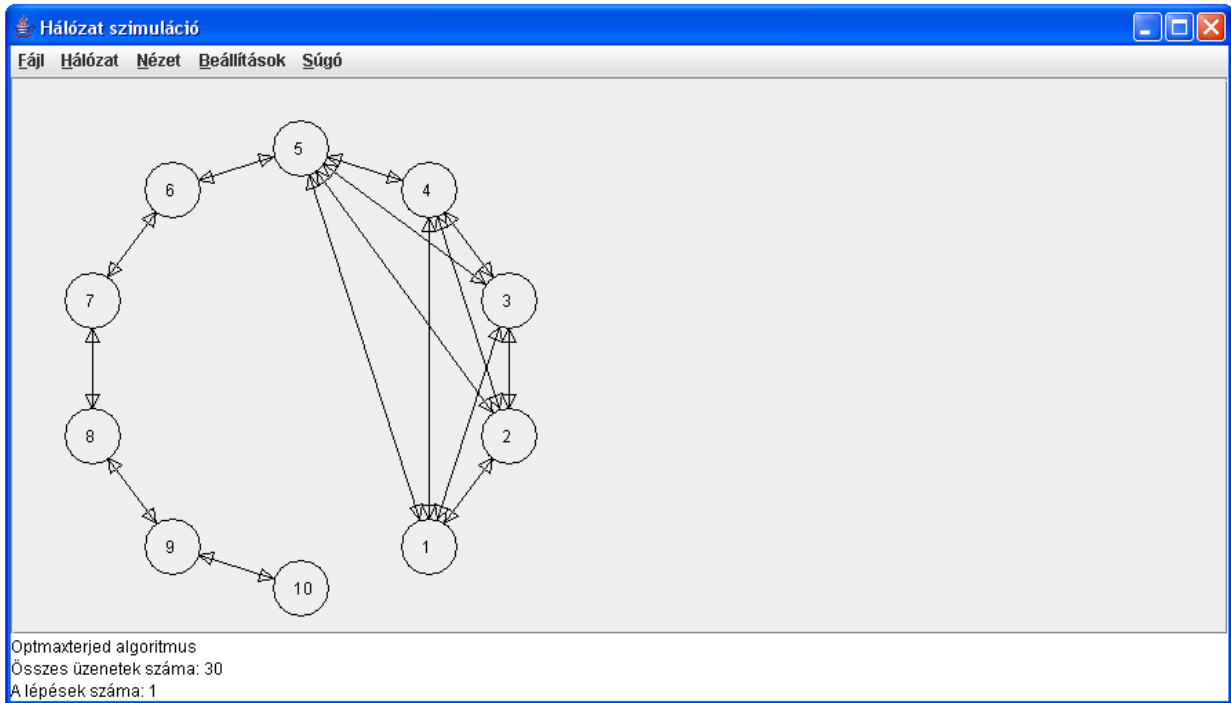 Hálózat szimuláció
Fájl Hálózat Nézet Beállítások Súgó
5
6
4
7
3
8
2
9
1
10
Optmaxterjed algoritmus
Összes üzenetek száma: 30
A lépések száma: 1